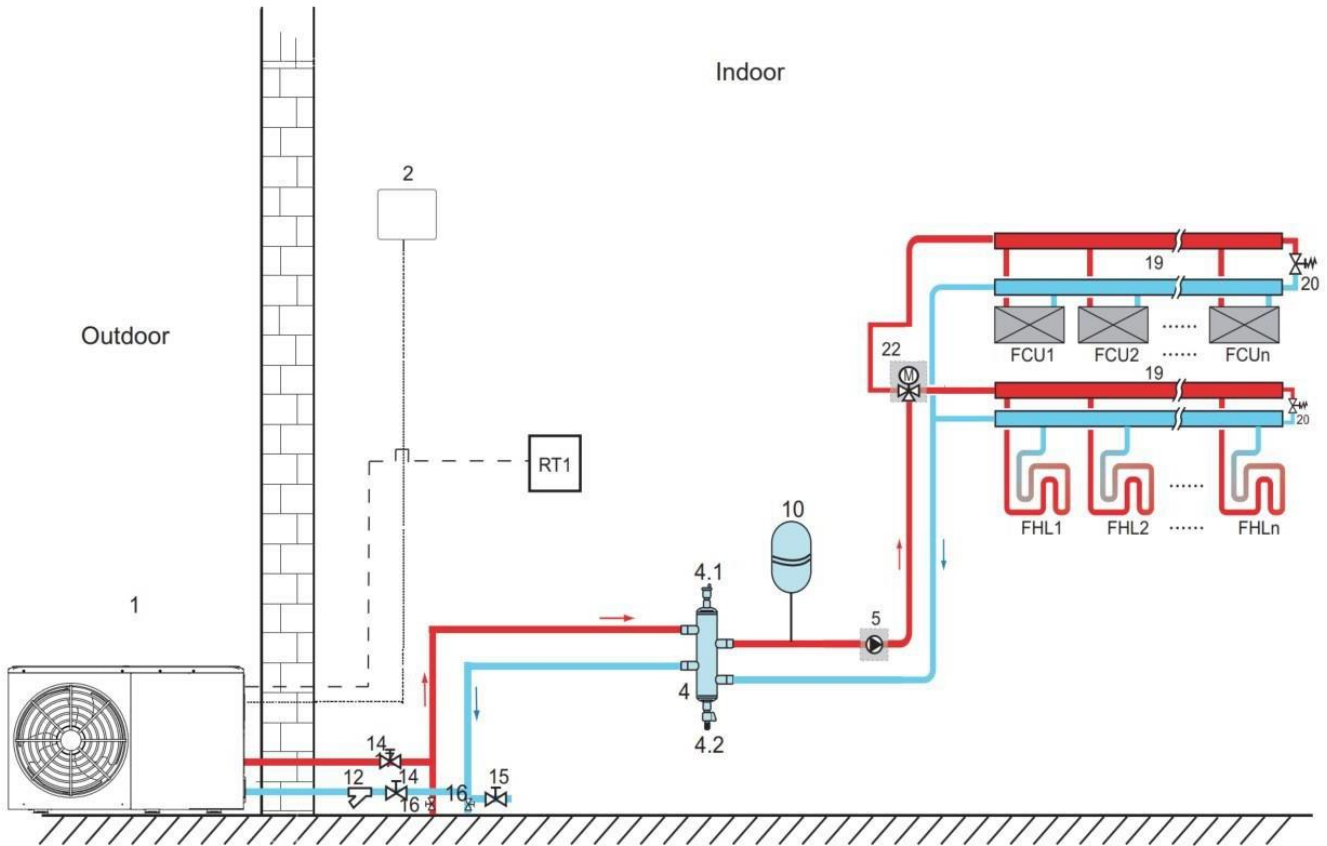 Indoor
2
Outdoor
19
20
FCU1
FCU2
......
......
FCUn
22
M
19
20
RT1
10
FHL1
FHL2
......
......
FHLn
4.1
1
5
4
4.2
14
12
14
16
16
15